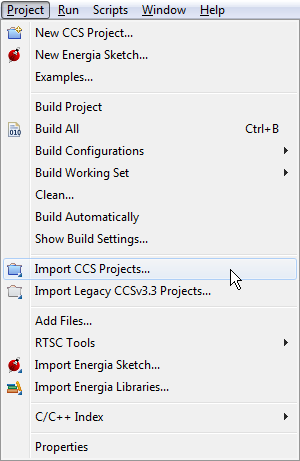 Project Run Scripts Window Help
New CCS Project...
New Energia Sketch...
Examples...
Build Project
Build All Ctrl+B
Build Configurations
Build Working Set
Clean...
Build Automatically
Show Build Settings...
Import CCS Projects...
Import Legacy CCSv3.3 Projects...
Add Files...
RTSC Tools
Import Energia Sketch...
Import Energia Libraries...
C/C++ Index
Properties